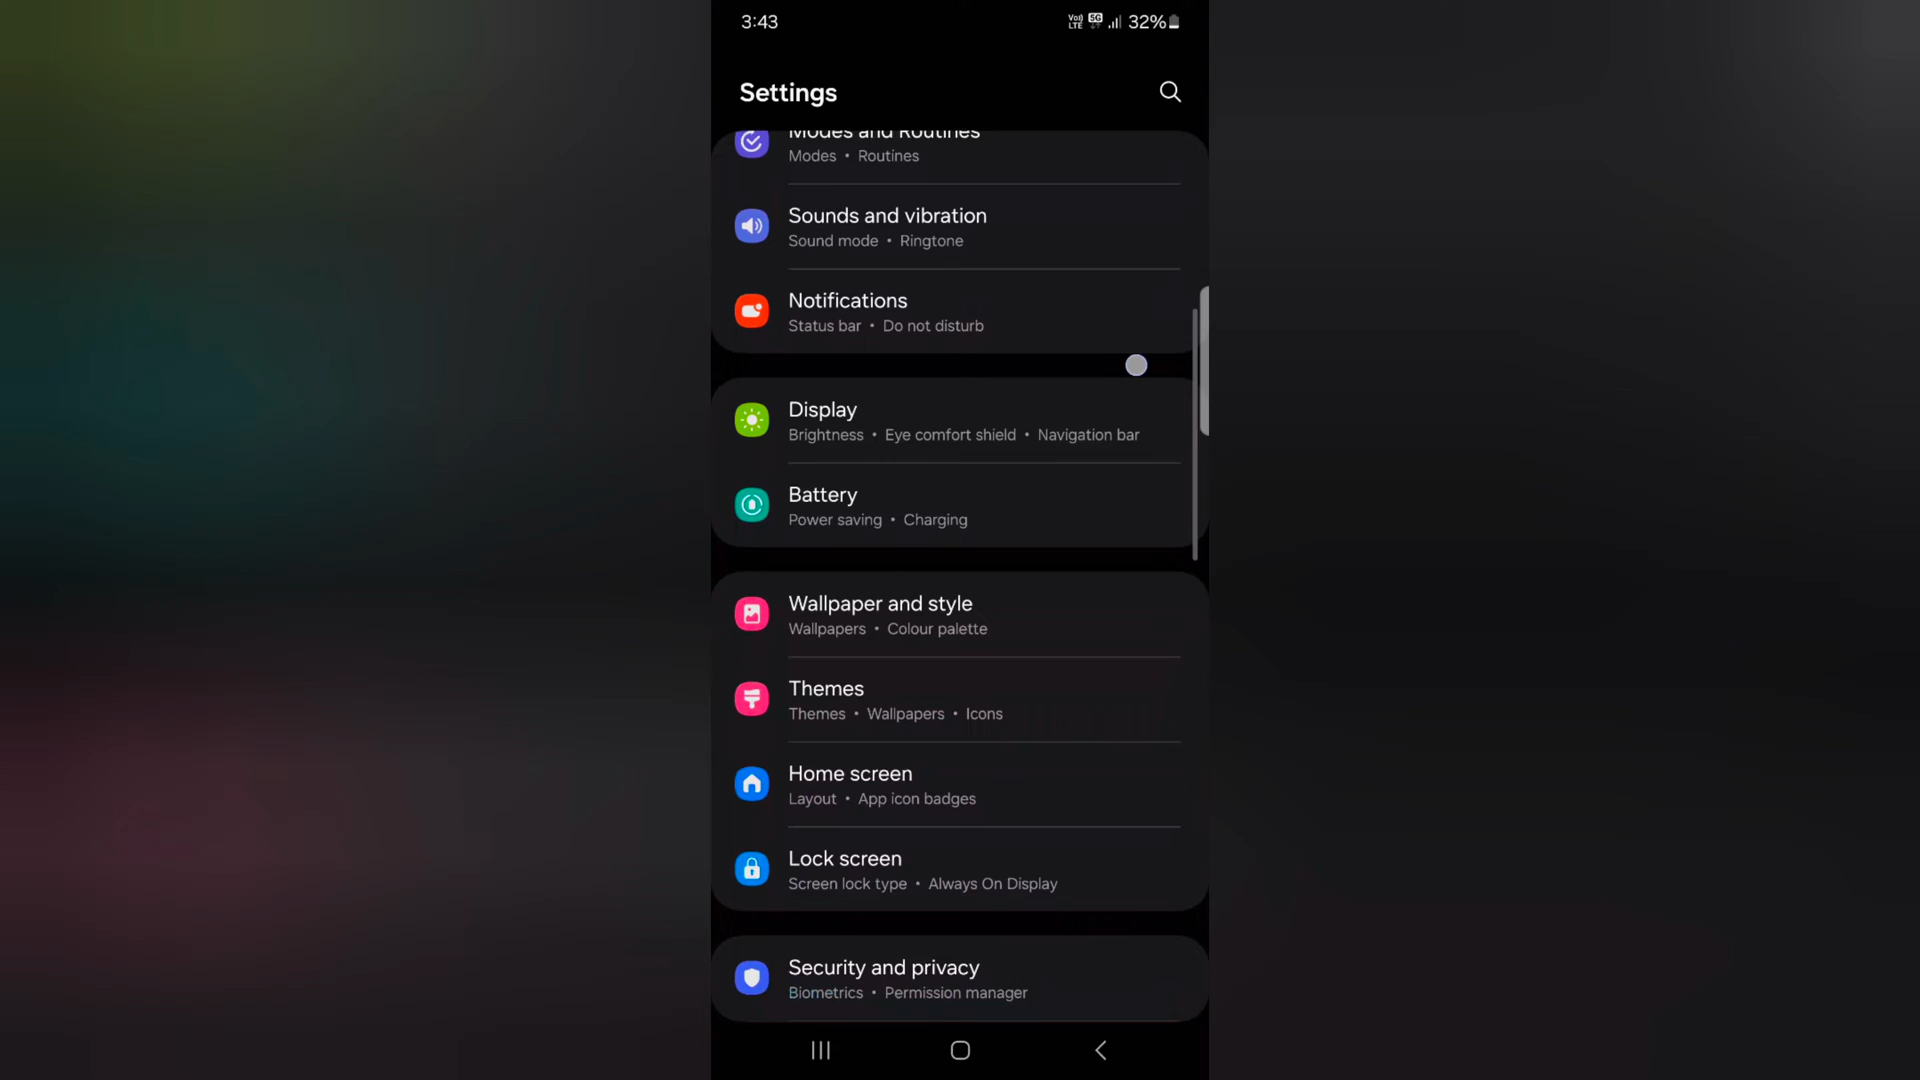 3:43 Vo) LTE 5G 32%
Settings
Modes and Routines
Modes • Routines
Sounds and vibration
Sound mode • Ringtone
Notifications
Status bar • Do not disturb
Display
Brightness • Eye comfort shield • Navigation bar
Battery
Power saving • Charging
Wallpaper and style
Wallpapers • Colour palette
Themes
Themes • Wallpapers • Icons
Home screen
Layout • App icon badges
Lock screen
Screen lock type • Always On Display
Security and privacy
Biometrics • Permission manager